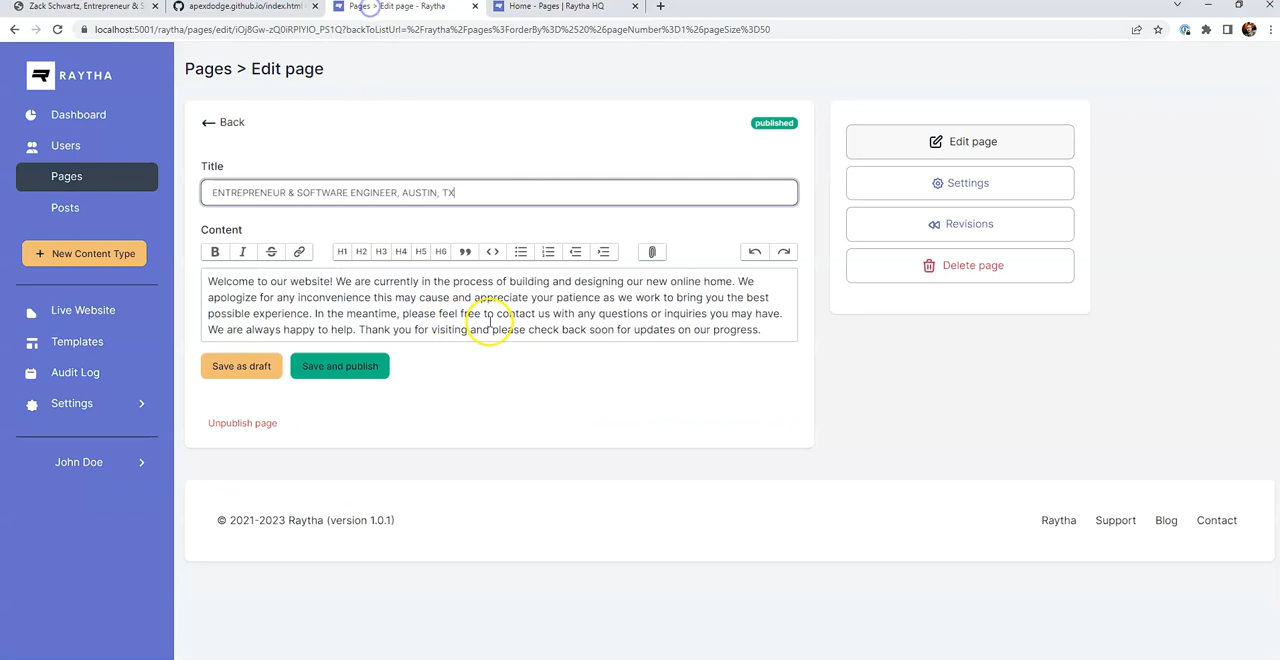 Zack Schwartz, Entrepreneur & S
apexdodge.github.io/index.html
Pages > Edit page - Raytha
Home - Pages | Raytha HQ
localhost:5001/raytha/pages/edit/iOj8Gw-zQ0iRPIYIO_PS1Q?backToListUrl=%2Fraytha%2Fpages%3ForderBy%3D%2520%26pageNumber%3D1%26pageSize%3D50
RAYTHA
Dashboard
Users
Pages
Posts
+ New Content Type
Live Website
Templates
Audit Log
Settings
John Doe
Pages > Edit page
Back
published
Title
ENTREPRENEUR & SOFTWARE ENGINEER, AUSTIN, TX
Content
B I S H1 H2 H3 H4 H5 H6
Welcome to our website! We are currently in the process of building and designing our new online home. We
apologize for any inconvenience this may cause and appreciate your patience as we work to bring you the best
possible experience. In the meantime, please feel free to contact us with any questions or inquiries you may have.
We are always happy to help. Thank you for visiting and please check back soon for updates on our progress.
Save as draft
Save and publish
Unpublish page
Edit page
Settings
Revisions
Delete page
© 2021-2023 Raytha (version 1.0.1)
Raytha
Support
Blog
Contact